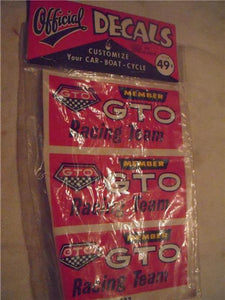 Official
DECALS
CUSTOMIZE
Your CAR - BOAT - CYCLE
49¢
MEMBER
GTO
GTO
Racing Team
MEMBER
GTO
GTO
Racing Team
MEMBER
GTO
GTO
Racing Team